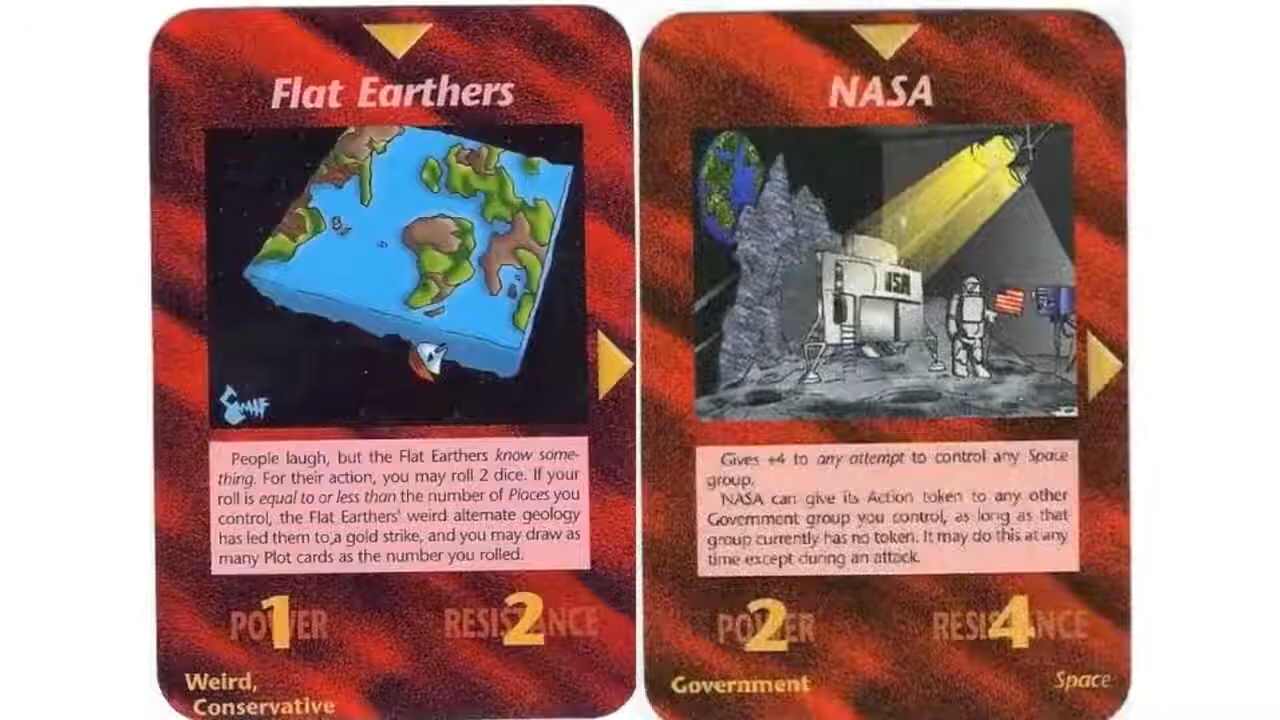 Flat Earthers
People laugh, but the Flat Earthers know some-
thing. For their action, you may roll 2 dice. If your
roll is equal to or less than the number of Places you
control, the Flat Earthers' weird alternate geology
has led them to a gold strike, and you may draw as
many Plot cards as the number you rolled.
POWER 1
RESISTANCE 2
Weird,
Conservative
NASA
ISA
Gives +4 to any attempt to control any Space
group.
NASA can give its Action token to any other
Government group you control, as long as that
group currently has no token. It may do this at any
time except during an attack.
POWER 2
RESISTANCE 4
Government
Space